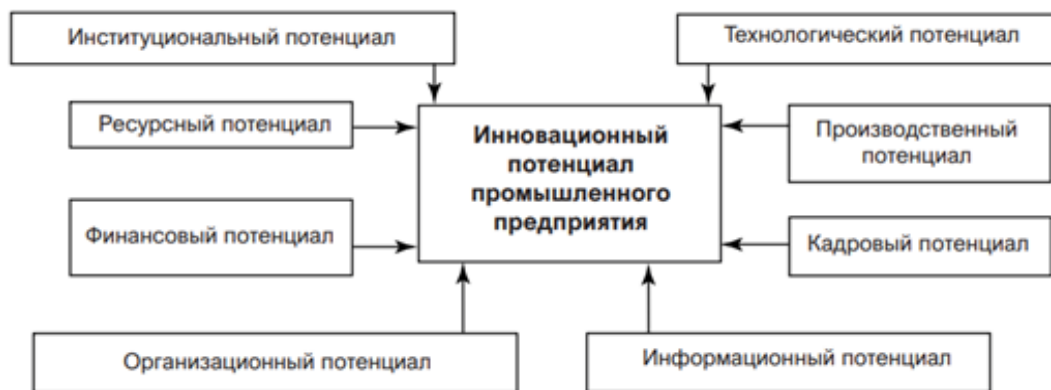 Институциональный потенциал
Технологический потенциал
Ресурсный потенциал
Инновационный
потенциал
промышленного
предприятия
Производственный
потенциал
Финансовый потенциал
Кадровый потенциал
Организационный потенциал
Информационный потенциал